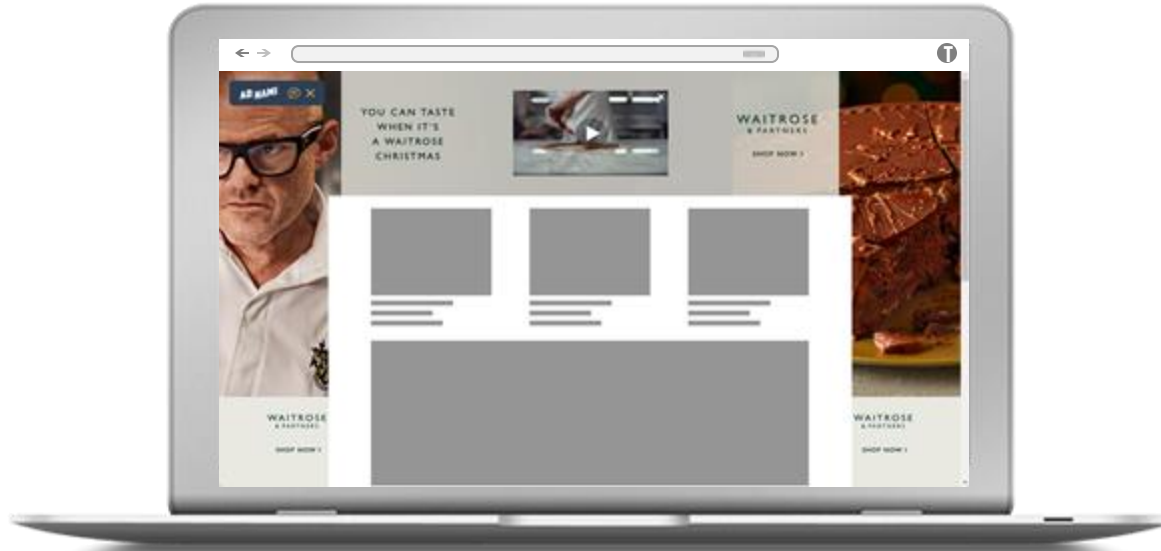 AD NAMI
YOU CAN TASTE
WHEN IT'S
A WAITROSE
CHRISTMAS
WAITROSE
& PARTNERS
SHOP NOW >
WAITROSE
& PARTNERS
SHOP NOW >
WAITROSE
& PARTNERS
SHOP NOW >
T